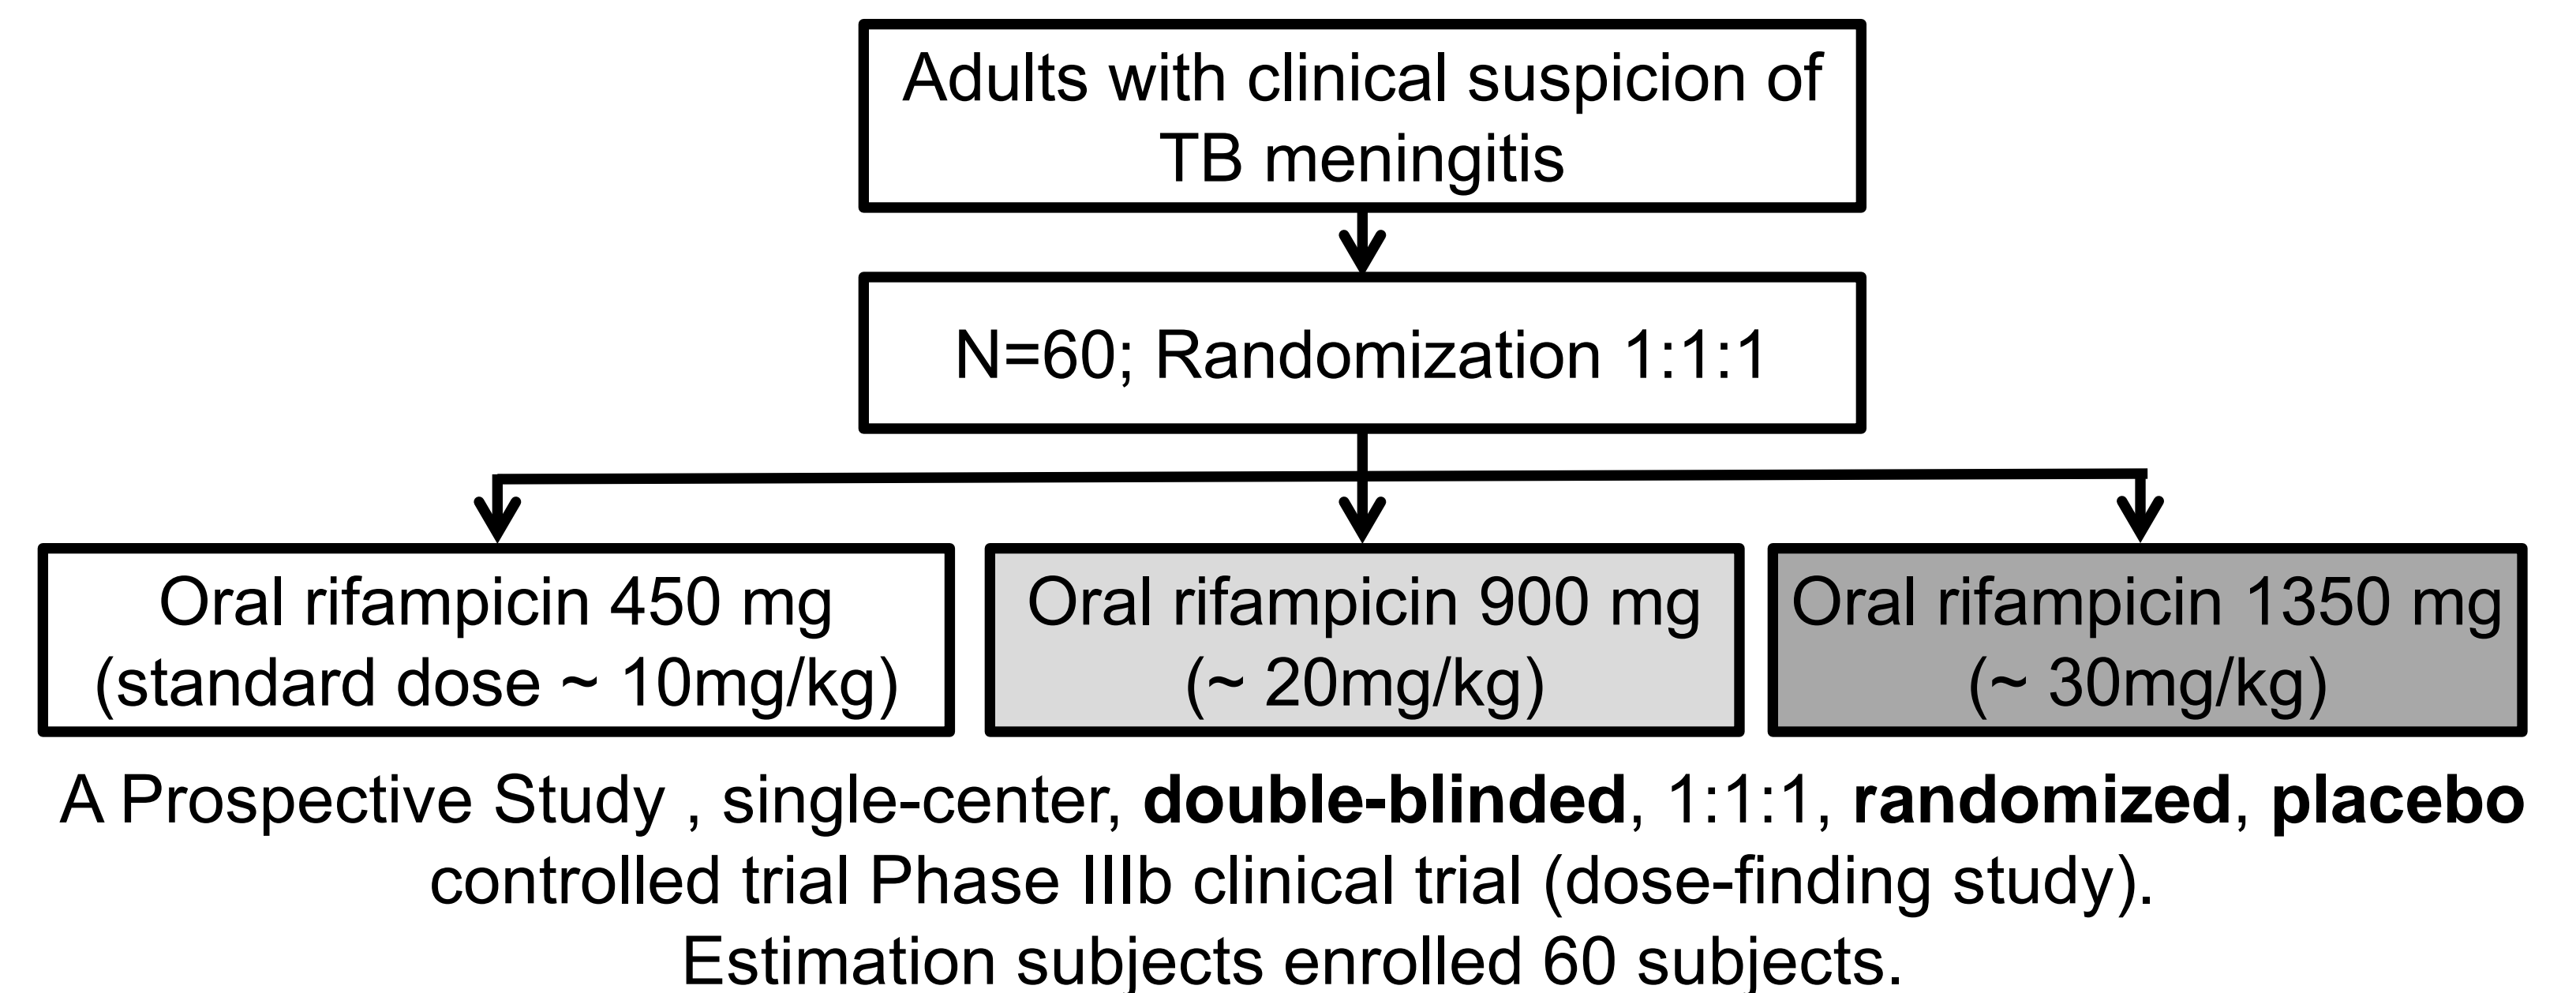 Adults with clinical suspicion of
TB meningitis
N=60; Randomization 1:1:1
Oral rifampicin 450 mg
(standard dose ~ 10mg/kg)
Oral rifampicin 900 mg
(~ 20mg/kg)
Oral rifampicin 1350 mg
(~ 30mg/kg)
A Prospective Study , single-center, double-blinded, 1:1:1, randomized, placebo
controlled trial Phase IIIb clinical trial (dose-finding study).
Estimation subjects enrolled 60 subjects.